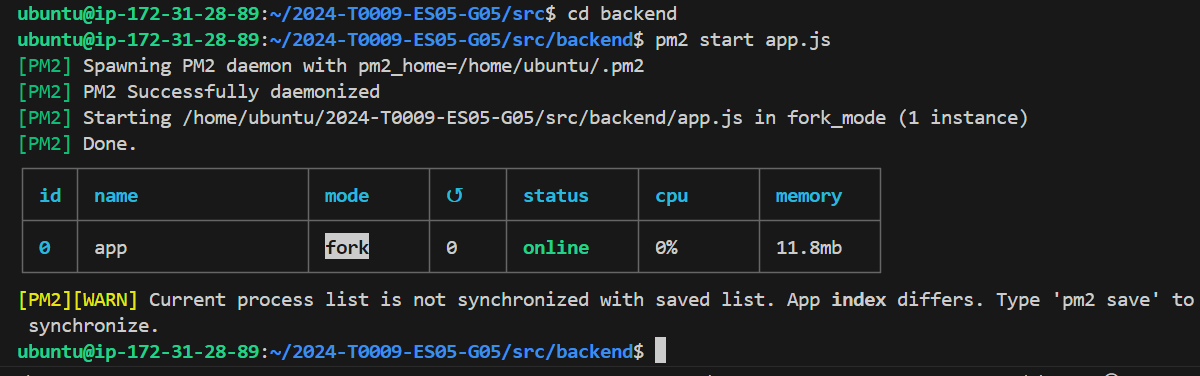 ubuntu@ip-172-31-28-89:~/2024-T0009-ES05-G05/src$ cd backend
ubuntu@ip-172-31-28-89:~/2024-T0009-ES05-G05/src/backend$ pm2 start app.js
[PM2] Spawning PM2 daemon with pm2_home=/home/ubuntu/.pm2
[PM2] PM2 Successfully daemonized
[PM2] Starting /home/ubuntu/2024-T0009-ES05-G05/src/backend/app.js in fork_mode (1 instance)
[PM2] Done.
id name mode ↺ status cpu memory
0 app fork 0 online 0% 11.8mb
[PM2][WARN] Current process list is not synchronized with saved list. App index differs. Type 'pm2 save' to
synchronize.
ubuntu@ip-172-31-28-89:~/2024-T0009-ES05-G05/src/backend$